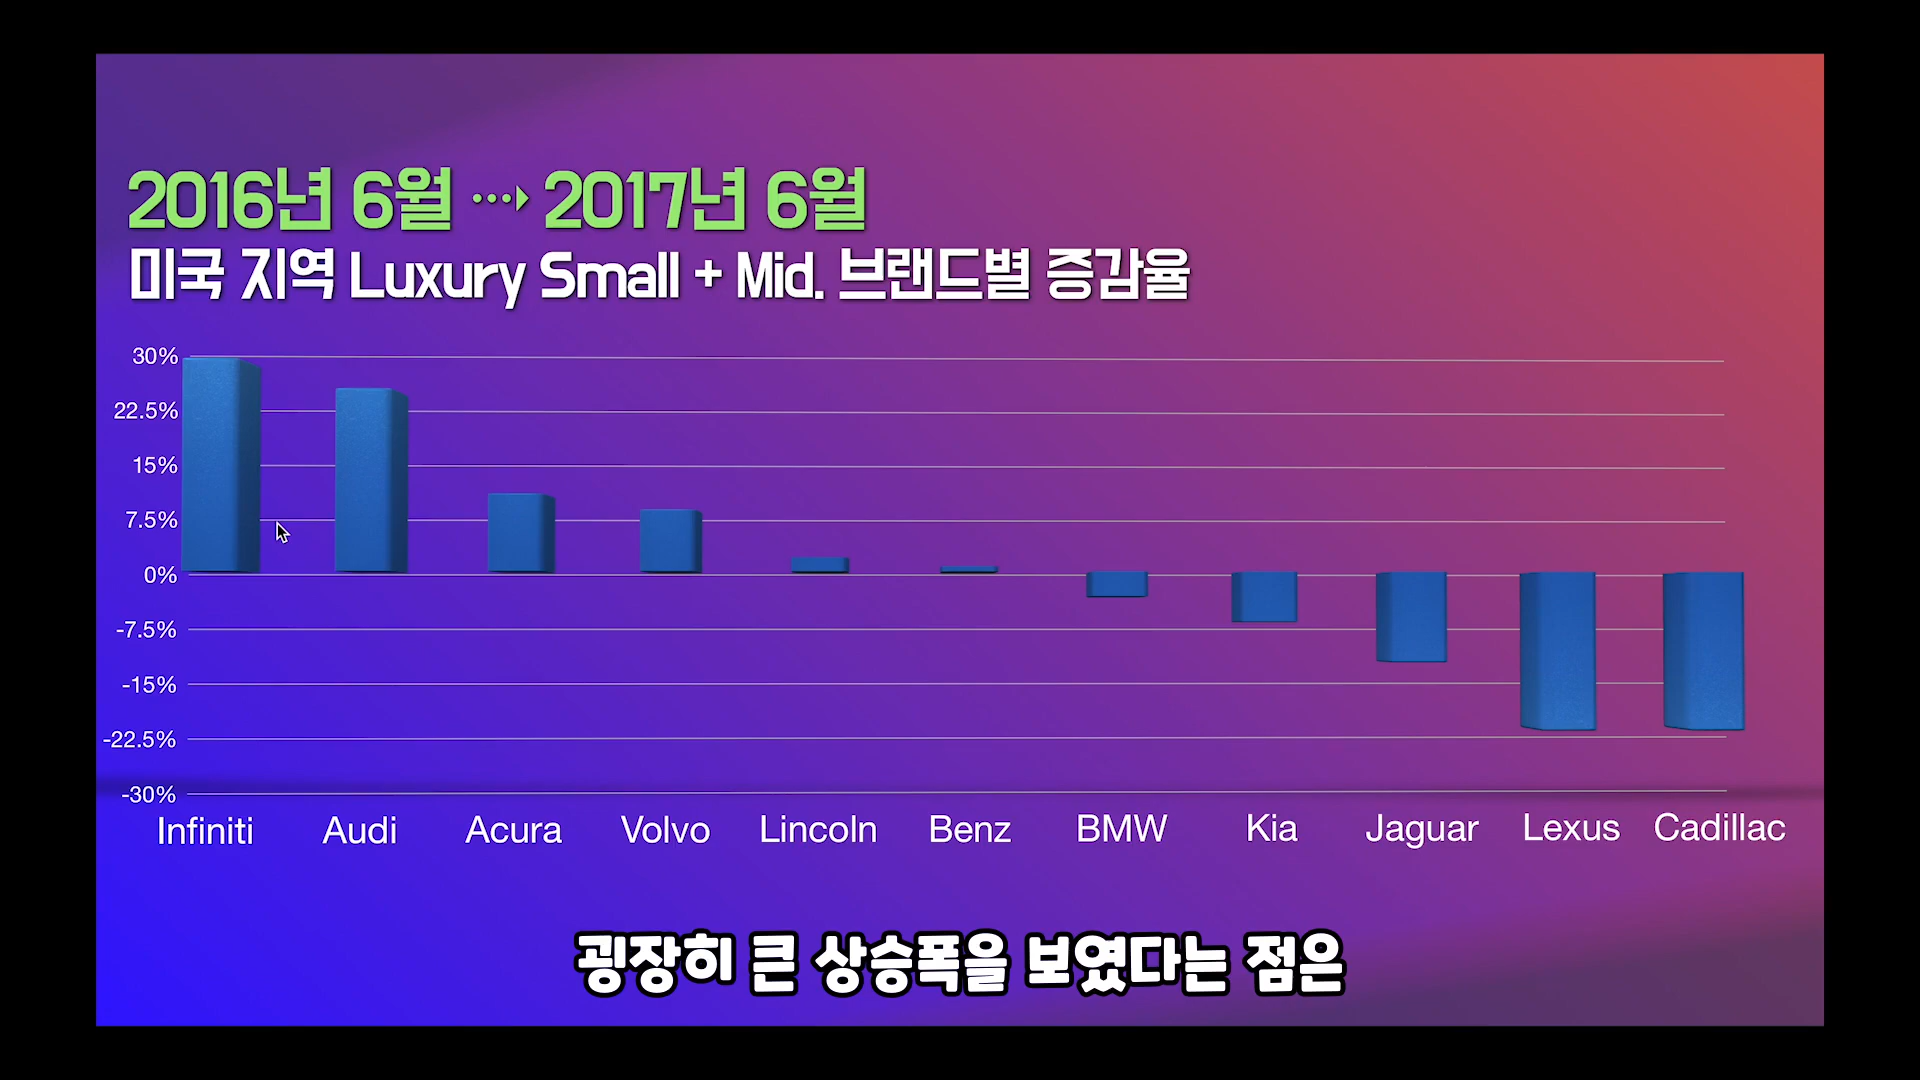 2016년 6월 ···▸ 2017년 6월
미국 지역 Luxury Small + Mid. 브랜드별 증감율
30%
22.5%
15%
7.5%
0%
-7.5%
-15%
-22.5%
-30%
Infiniti Audi Acura Volvo Lincoln Benz BMW Kia Jaguar Lexus Cadillac
굉장히 큰 상승폭을 보였다는 점은